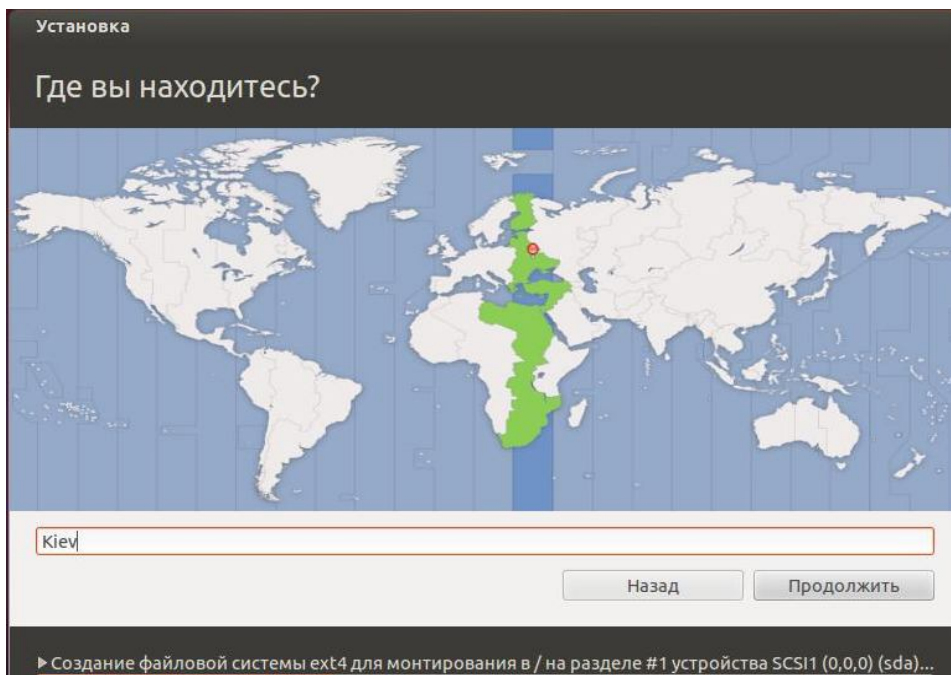 Установка
Где вы находитесь?
Kiev
Назад
Продолжить
Создание файловой системы ext4 для монтирования в / на разделе #1 устройства SCSI1 (0,0,0) (sda)...